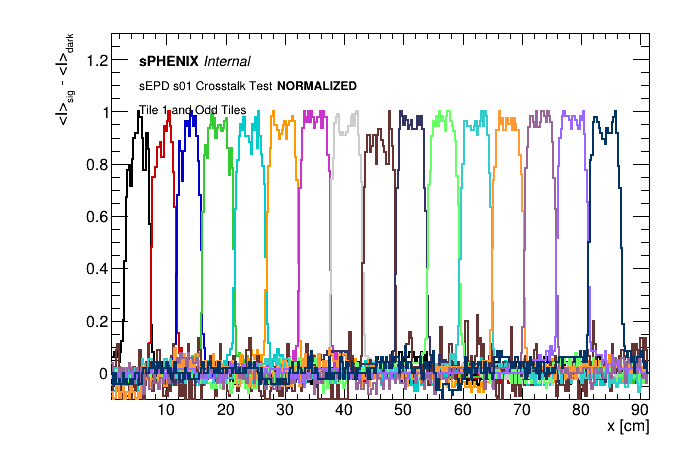 <I>sig - <I>dark
1.2
sPHENIX Internal
sEPD s01 Crosstalk Test NORMALIZED
Tile 1 and Odd Tiles
1
0.8
0.6
0.4
0.2
0
10 20 30 40 50 60 70 80 90
x [cm]